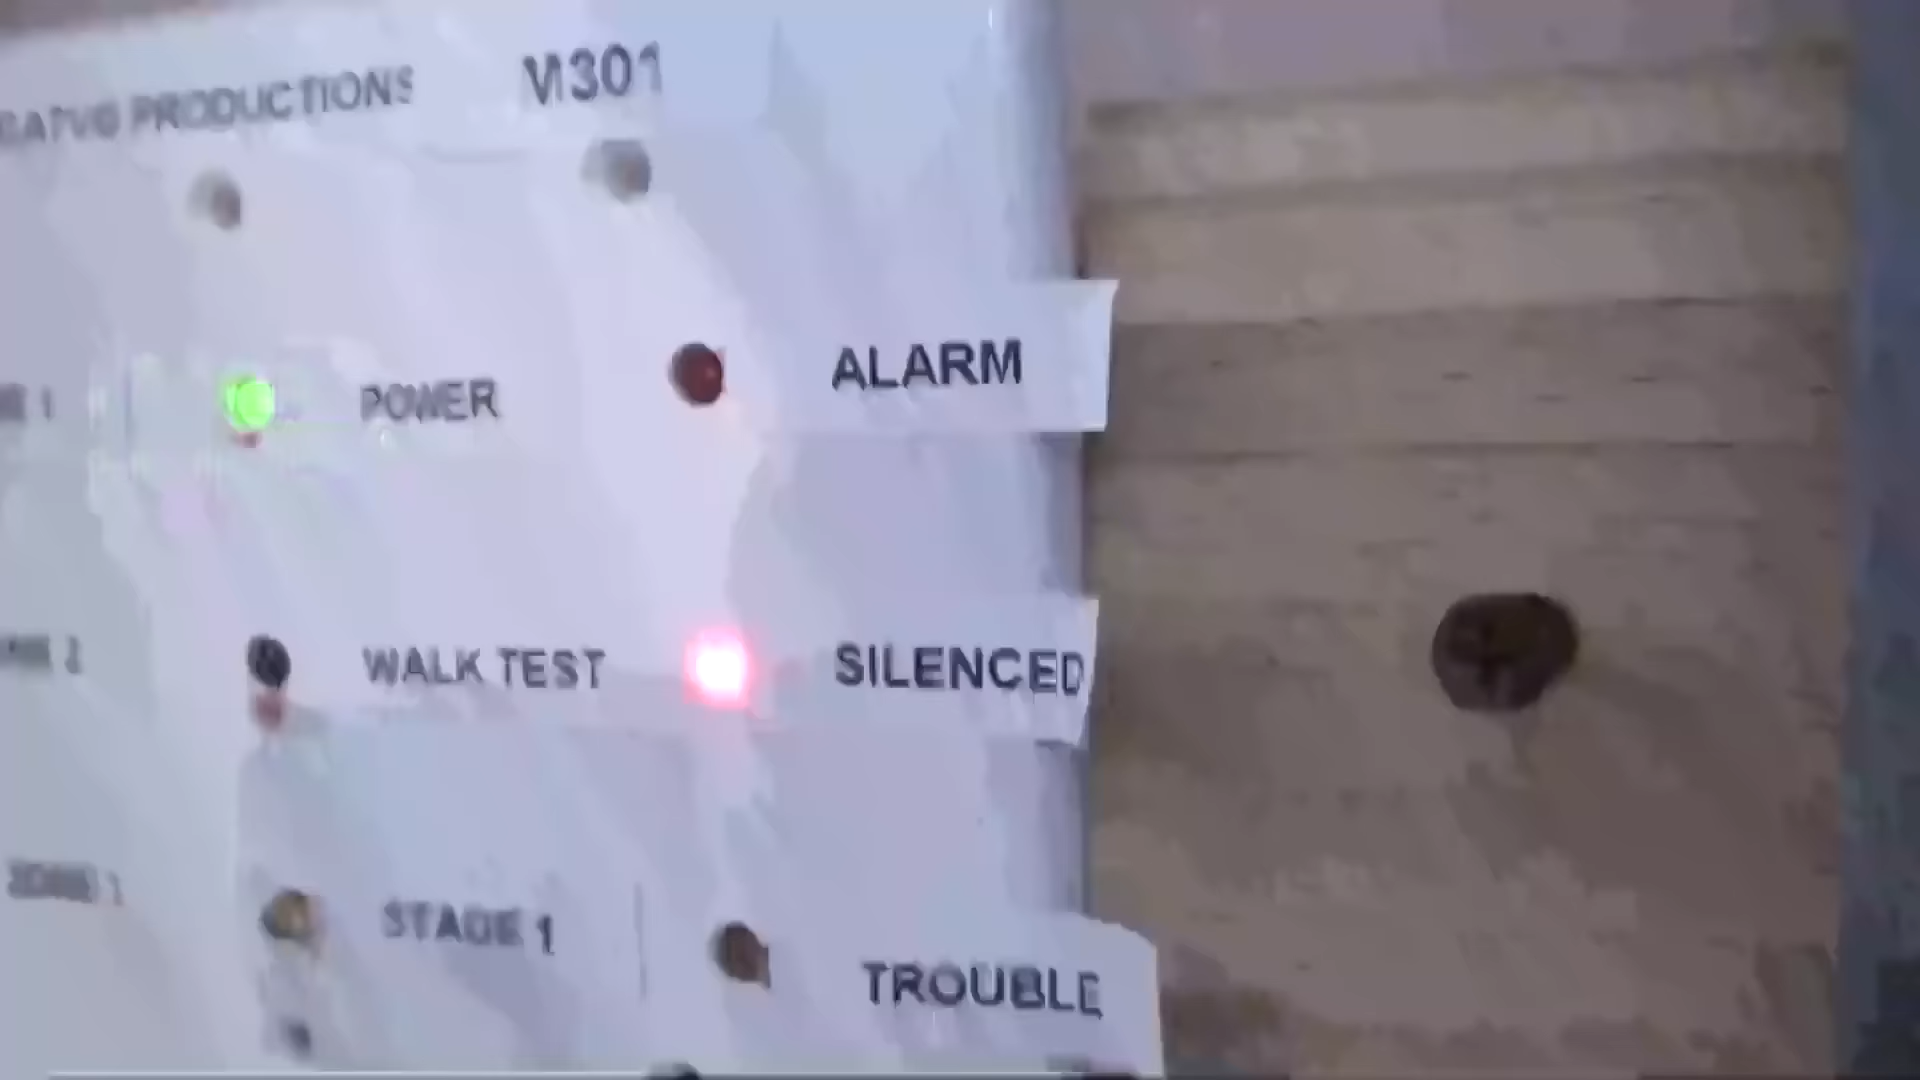 PRODUCTIONS
POWER
ALARM
WALK TEST
SILENCED
STAGE 1
TROUBLE